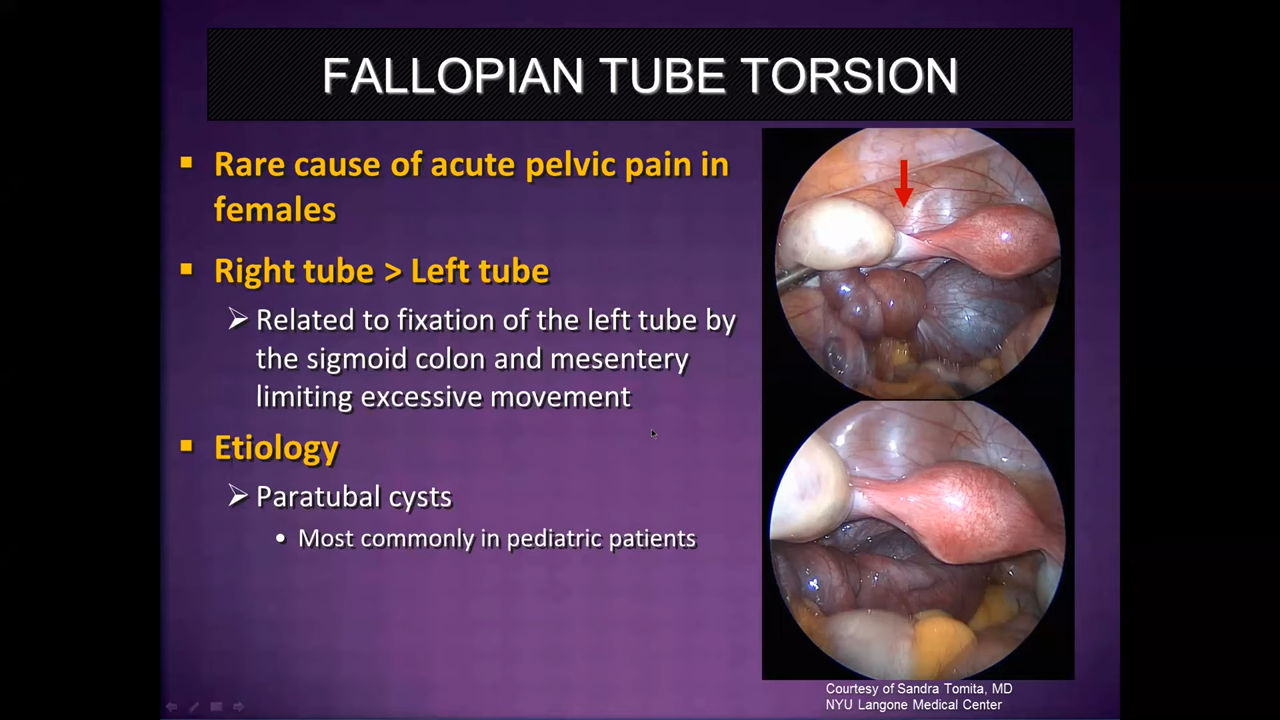 FALLOPIAN TUBE TORSION
Rare cause of acute pelvic pain in
females
Right tube > Left tube
Related to fixation of the left tube by
the sigmoid colon and mesentery
limiting excessive movement
Etiology
Paratubal cysts
Most commonly in pediatric patients
Courtesy of Sandra Tomita, MD
NYU Langone Medical Center